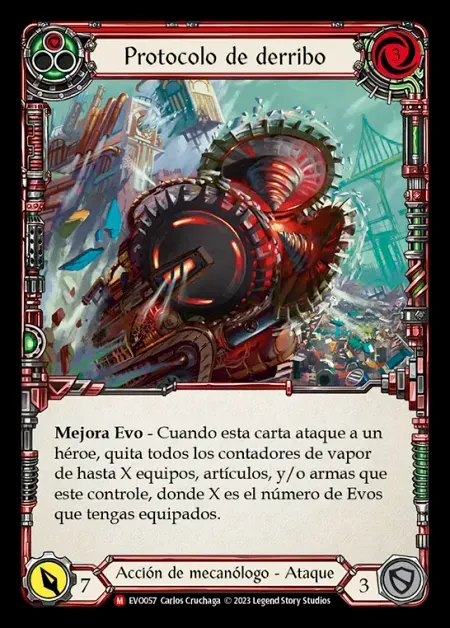 Protocolo de derribo
3
Mejora Evo - Cuando esta carta ataque a un
héroe, quita todos los contadores de vapor
de hasta X equipos, artículos, y/o armas que
este controle, donde X es el número de Evos
que tengas equipados.
7
Acción de mecanólogo - Ataque
3
M EVO057 Carlos Cruchaga © 2023 Legend Story Studios